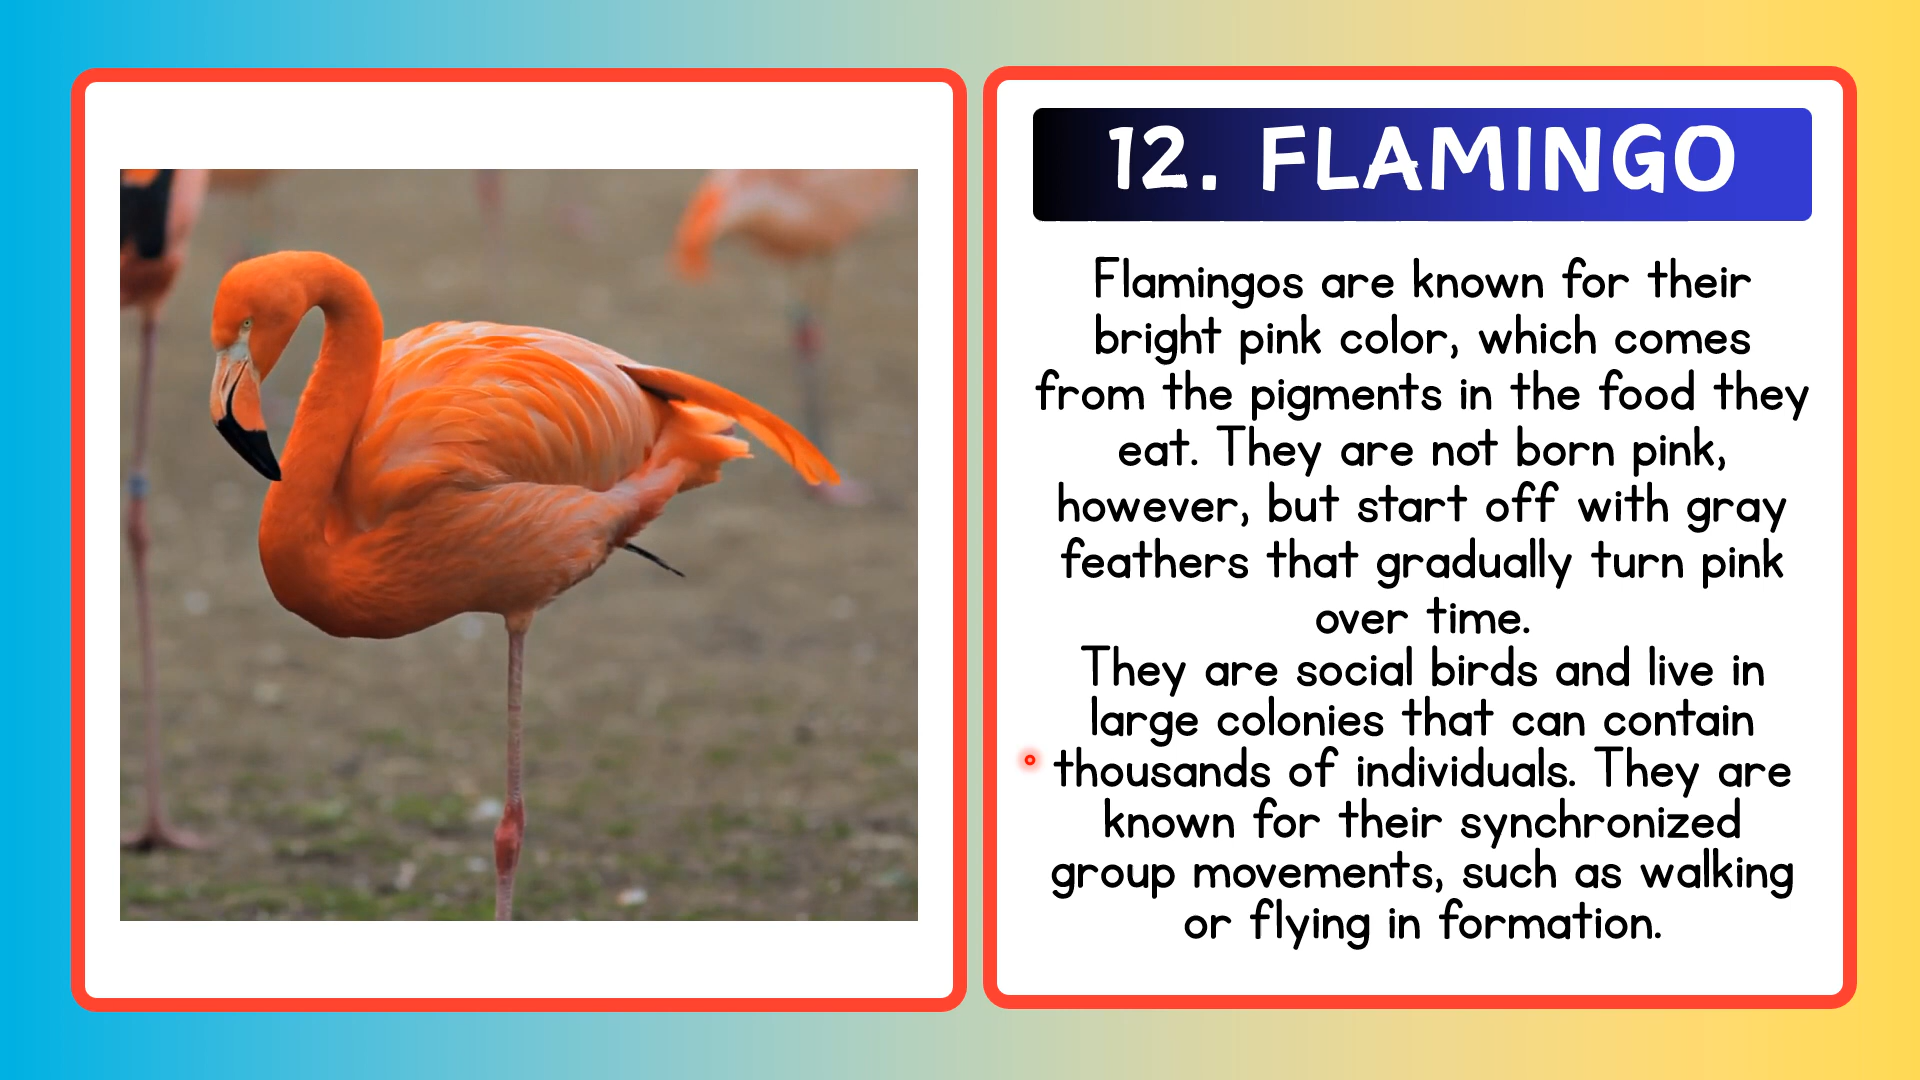 12. FLAMINGO
Flamingos are known for their
bright pink color, which comes
from the pigments in the food they
eat. They are not born pink,
however, but start off with gray
feathers that gradually turn pink
over time.
They are social birds and live in
large colonies that can contain
thousands of individuals. They are
known for their synchronized
group movements, such as walking
or flying in formation.